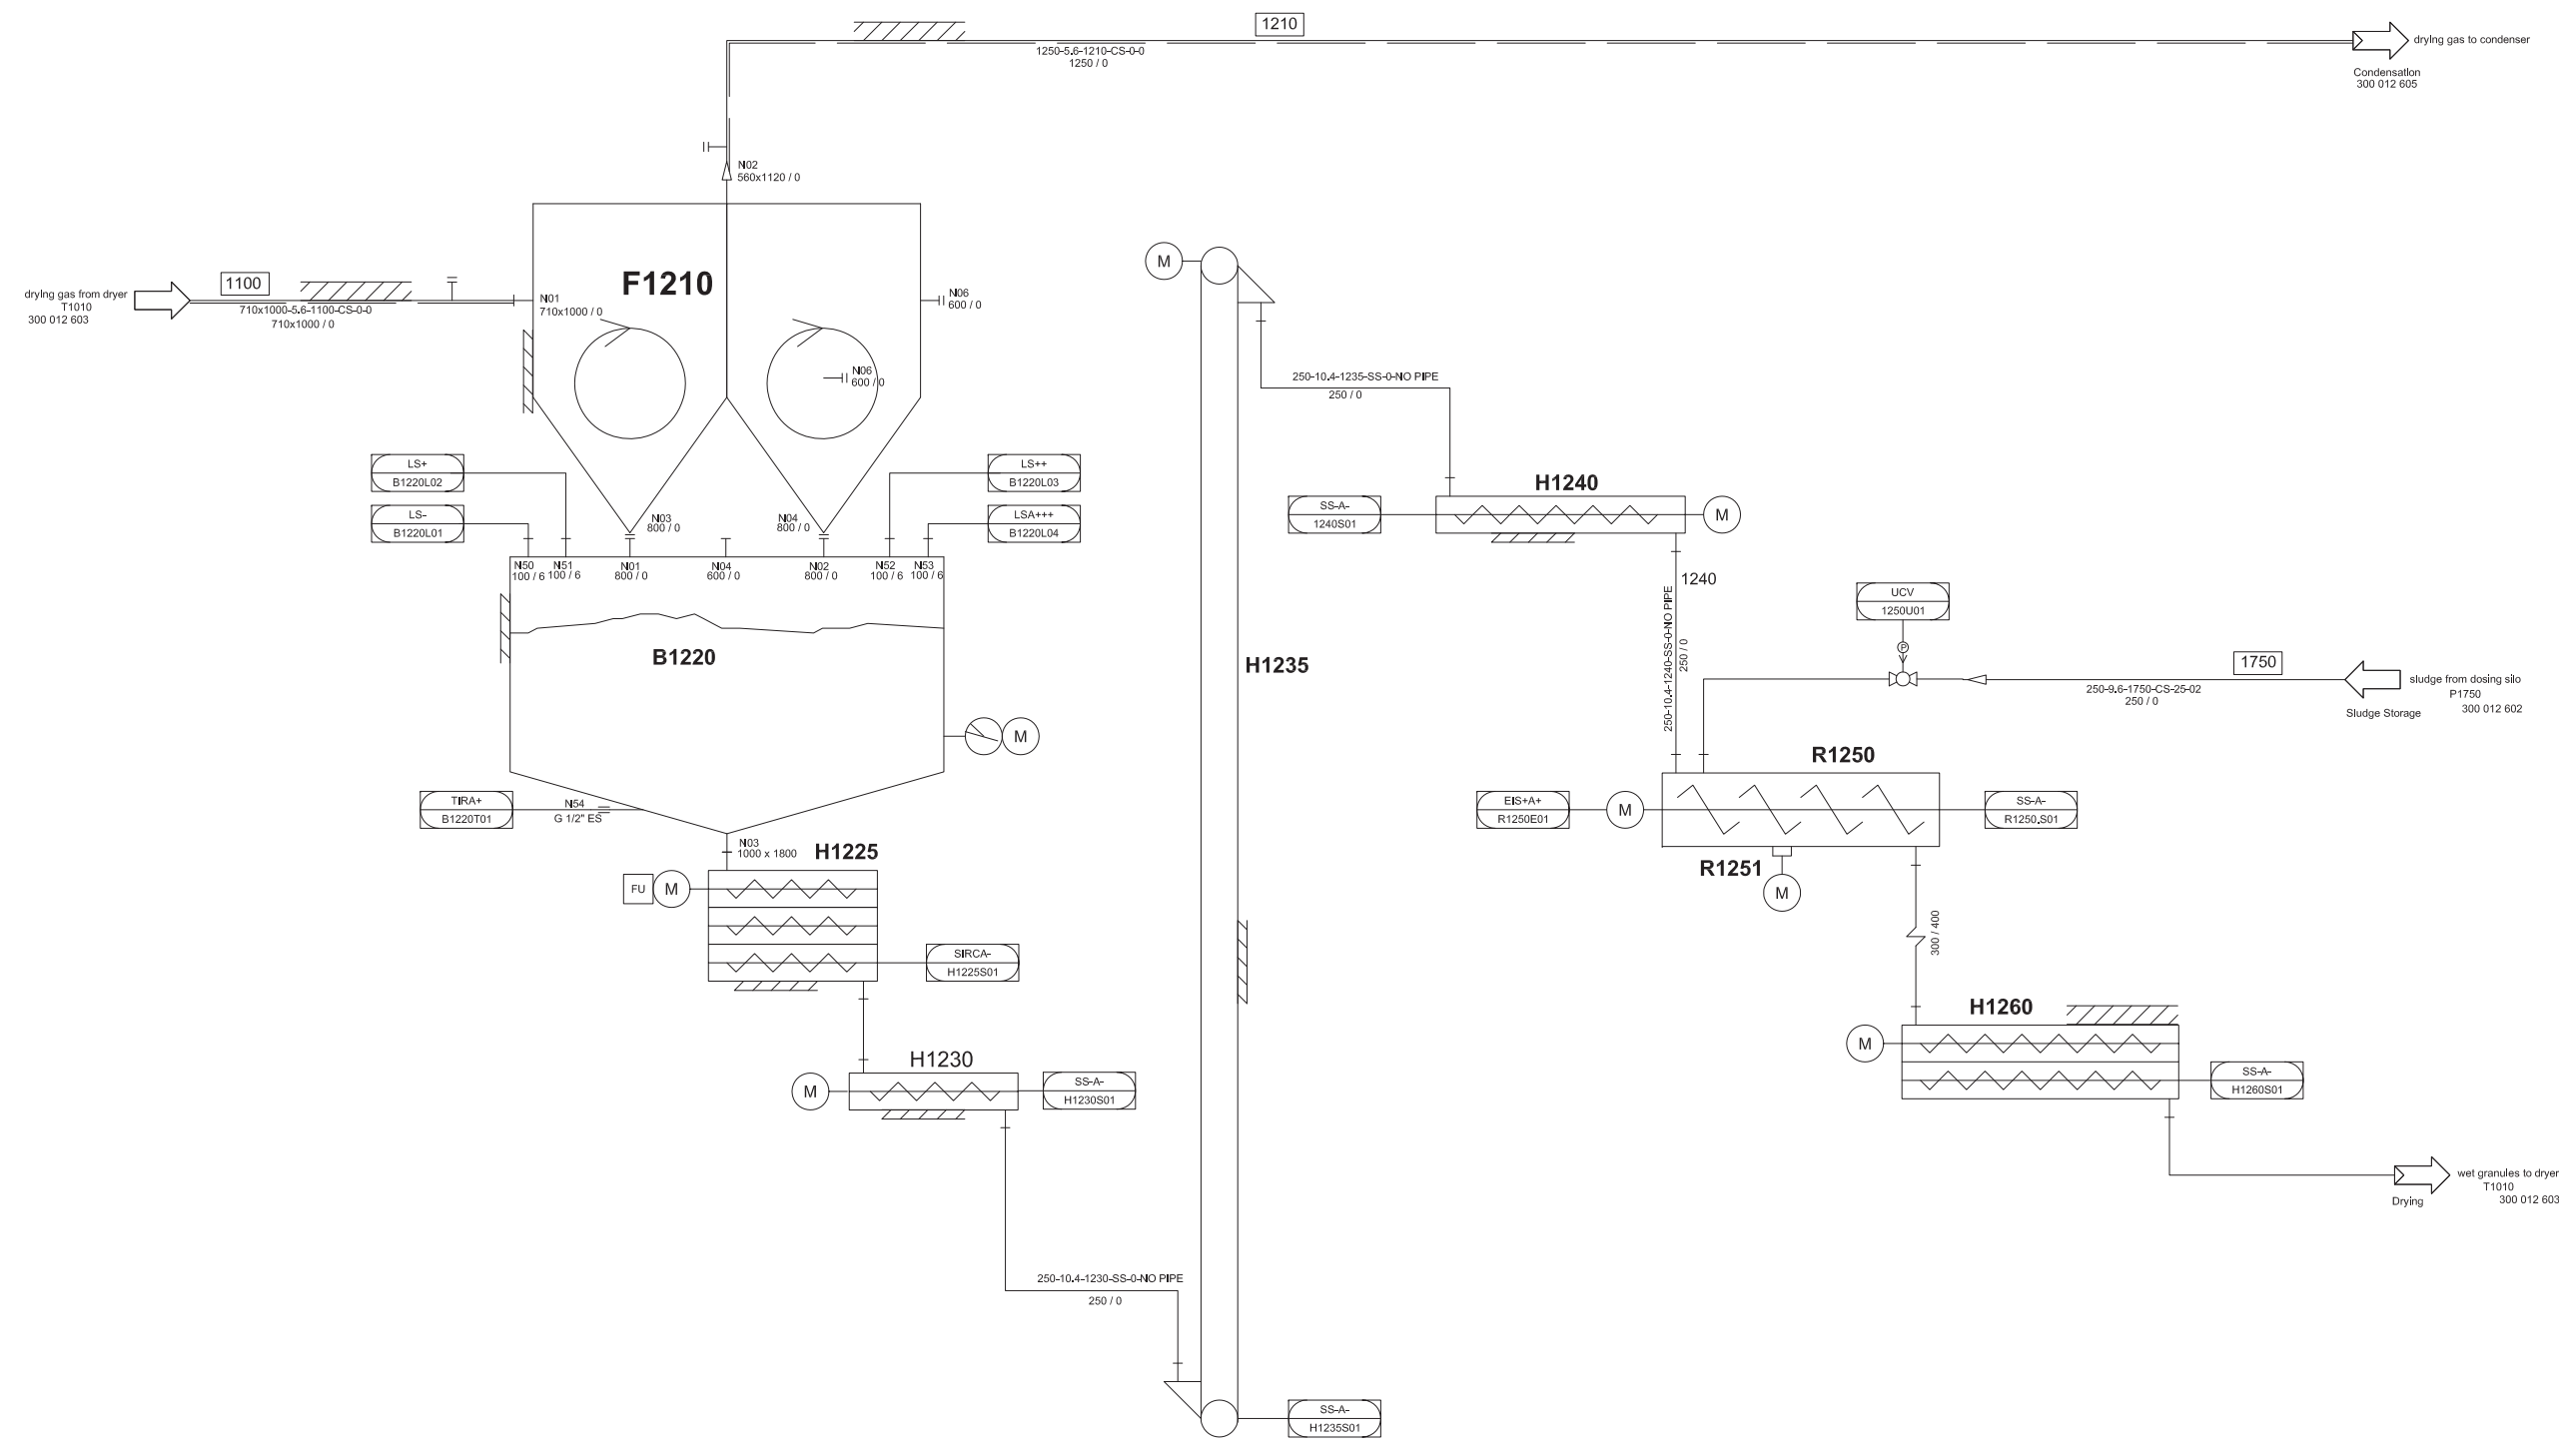 1210
1250-5.6-1210-CS-0-0
1250 / 0
drying gas to condenser
Condensation
300 012 605
N02
560x1120 / 0
1100
drying gas from dryer
T1010
300 012 603
710x1000-5.6-1100-CS-0-0
710x1000 / 0
N01
710x1000 / 0
F1210
N06
600 / 0
N06
600 / 0
M
250-10.4-1235-SS-0-NO PIPE
250 / 0
LS+
B1220L02
LS-
B1220L01
LS++
B1220L03
LSA+++
B1220L04
N03
800 / 0
N04
800 / 0
N50
100 / 6
N51
100 / 6
N01
800 / 0
N04
600 / 0
N02
800 / 0
N52
100 / 6
N53
100 / 6
B1220
M
TIRA+
B1220T01
N54
G 1/2" ES
N03
1000 x 1800
H1225
FU
M
SIRCA-
H1225S01
H1230
M
SS-A-
H1230S01
250-10.4-1230-SS-0-NO PIPE
250 / 0
H1235
SS-A-
H1235S01
H1240
SS-A-
1240S01
M
1240
250-10.4-1240-SS-0-NO PIPE
250 / 0
UCV
1250U01
P
1750
250-9.6-1750-CS-25-02
250 / 0
sludge from dosing silo
P1750
300 012 602
Sludge Storage
R1250
EIS+A+
R1250E01
M
SS-A-
R1250.S01
R1251
M
300 / 400
H1260
M
SS-A-
H1260S01
wet granules to dryer
T1010
300 012 603
Drying